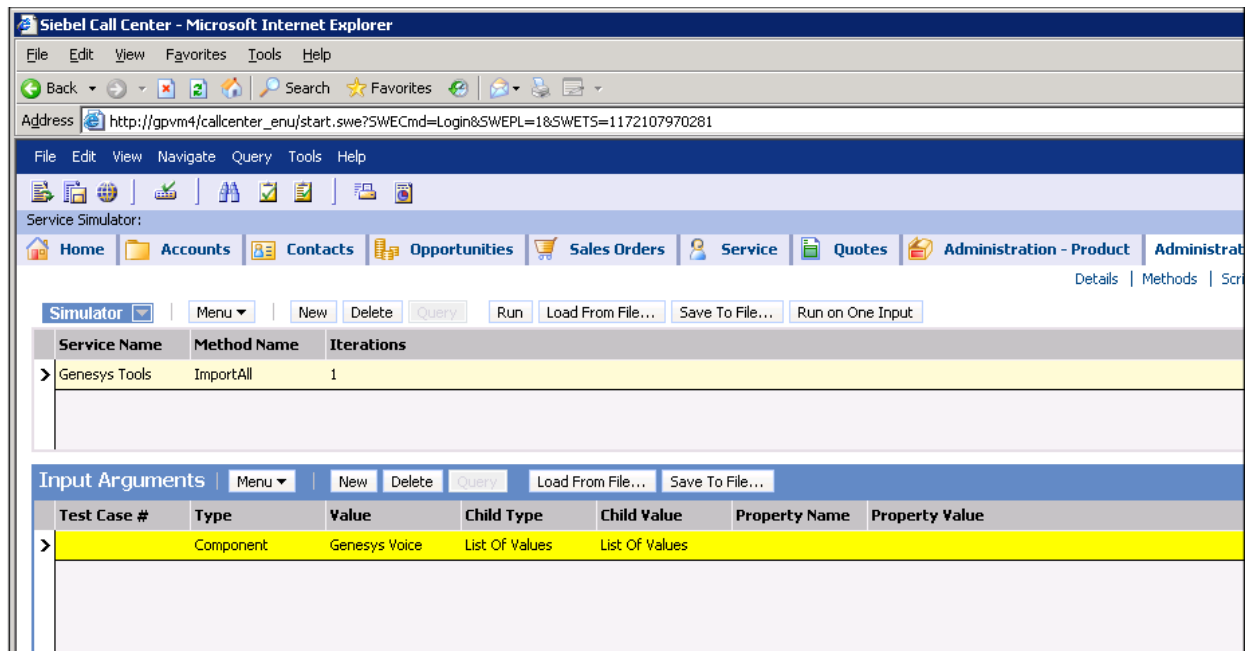 Siebel Call Center - Microsoft Internet Explorer
File Edit View Favorites Tools Help
Back Search Favorites
Address http://gpvm4/callcenter_enu/start.swe?SWECmd=Login&SWEPL=1&SWETS=1172107970281
File Edit View Navigate Query Tools Help
Service Simulator:
Home Accounts Contacts Opportunities Sales Orders Service Quotes Administration - Product Administrat
Details | Methods | Scri
Simulator Menu New Delete Query Run Load From File... Save To File... Run on One Input
Service Name Method Name Iterations
Genesys Tools ImportAll 1
Input Arguments Menu New Delete Query Load From File... Save To File...
Test Case # Type Value Child Type Child Value Property Name Property Value
Component Genesys Voice List Of Values List Of Values